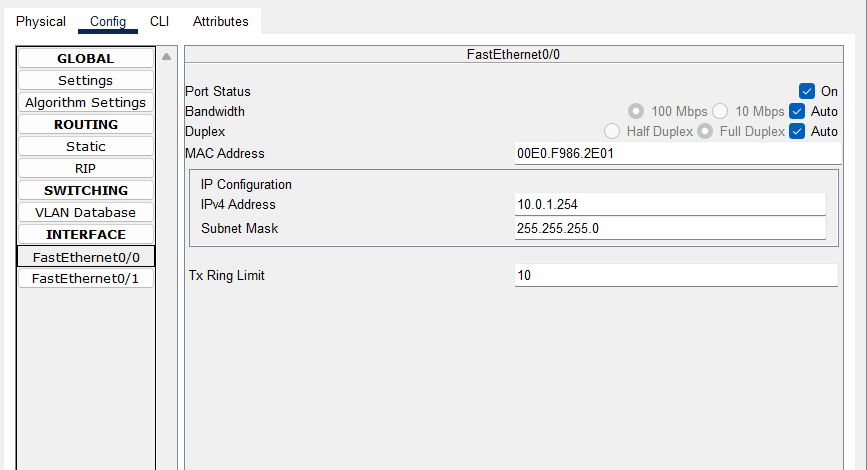 Physical Config CLI Attributes
GLOBAL
Settings
Algorithm Settings
ROUTING
Static
RIP
SWITCHING
VLAN Database
INTERFACE
FastEthernet0/0
FastEthernet0/1
FastEthernet0/0
Port Status On
Bandwidth 100 Mbps 10 Mbps Auto
Duplex Half Duplex Full Duplex Auto
MAC Address 00E0.F986.2E01
IP Configuration
IPv4 Address 10.0.1.254
Subnet Mask 255.255.255.0
Tx Ring Limit 10